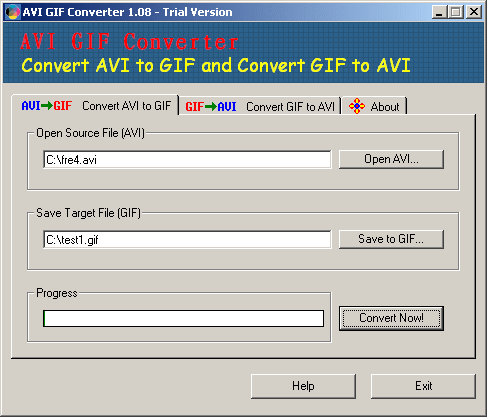 AVI GIF Converter 1.08 - Trial Version
AVI GIF Converter
Convert AVI to GIF and Convert GIF to AVI
AVI→GIF Convert AVI to GIF GIF→AVI Convert GIF to AVI About
Open Source File (AVI)
C:\fre4.avi Open AVI...
Save Target File (GIF)
C:\test1.gif Save to GIF...
Progress
Convert Now!
Help Exit